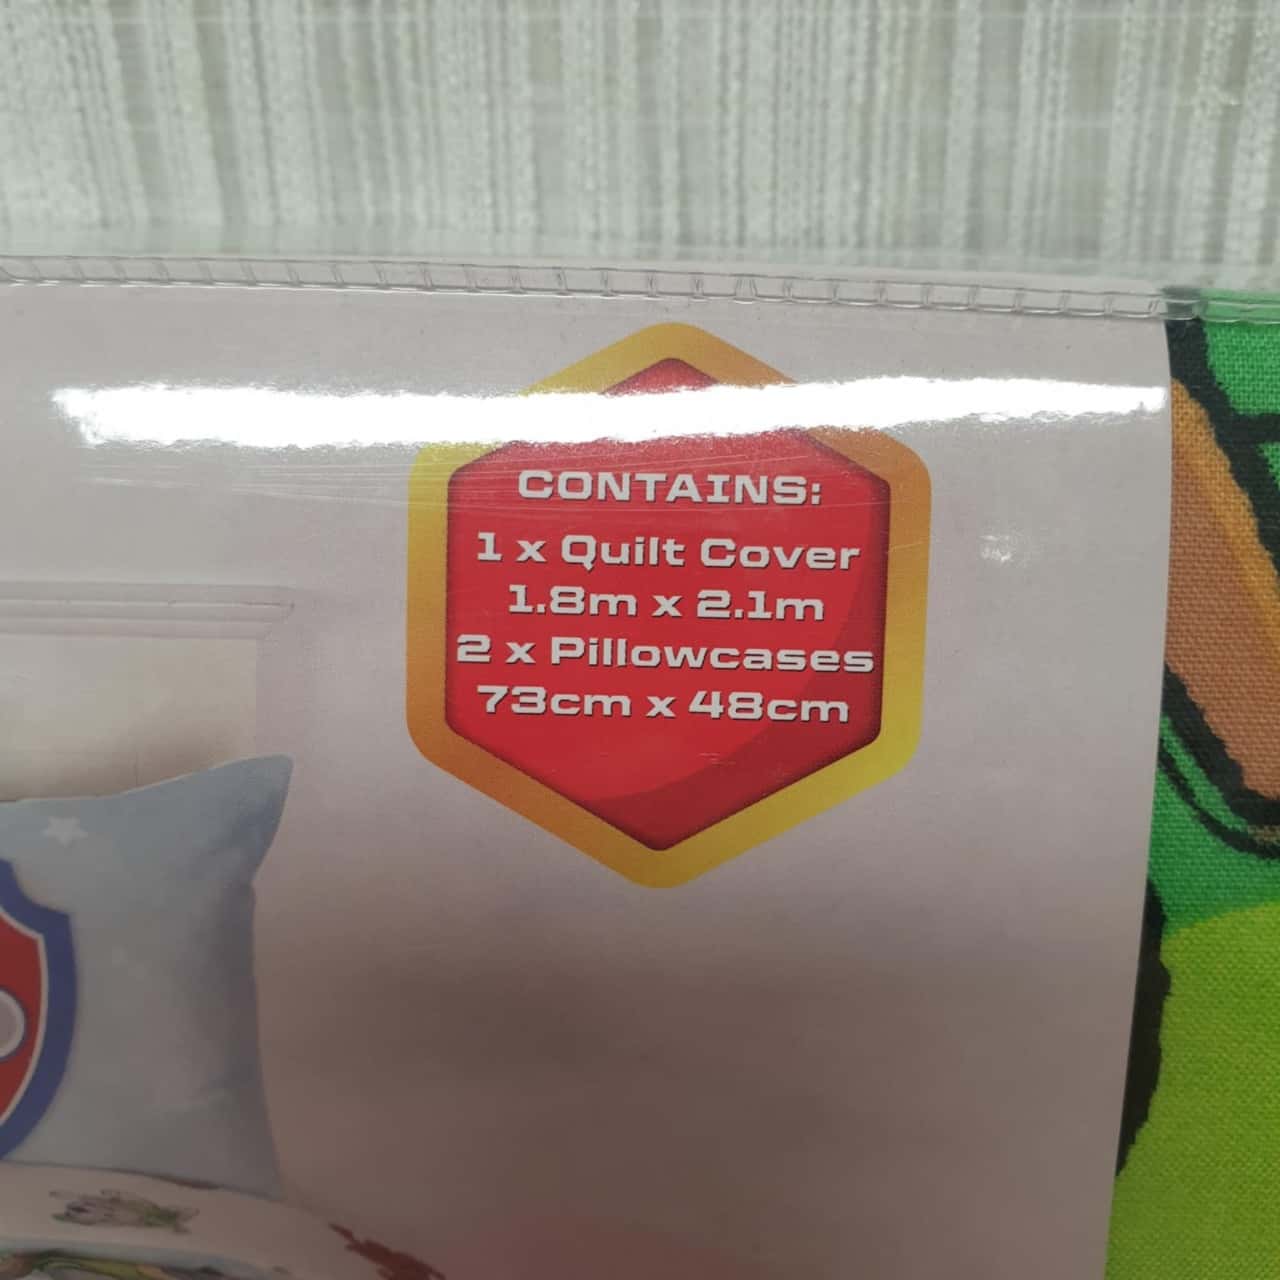 CONTAINS:
1 x Quilt Cover
1.8m x 2.1m
2 x Pillowcases
73cm x 48cm